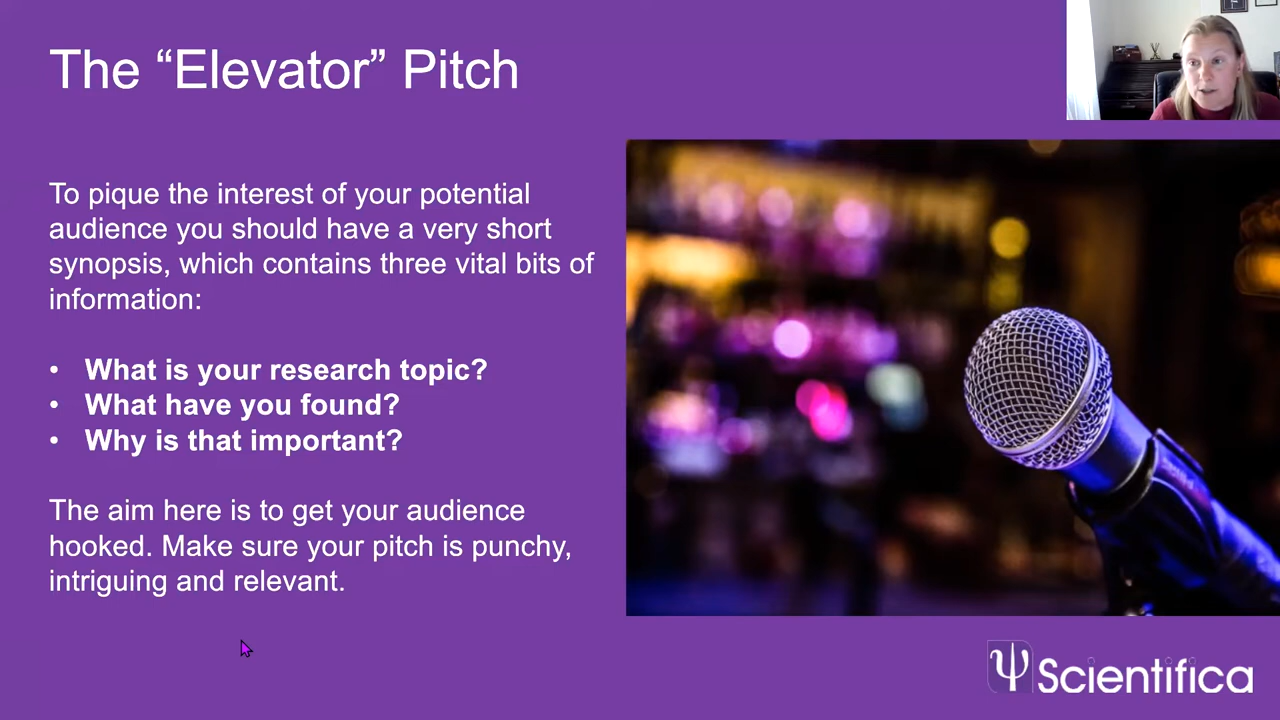 The “Elevator” Pitch
To pique the interest of your potential
audience you should have a very short
synopsis, which contains three vital bits of
information:
• What is your research topic?
• What have you found?
• Why is that important?
The aim here is to get your audience
hooked. Make sure your pitch is punchy,
intriguing and relevant.
ψ Scientifica